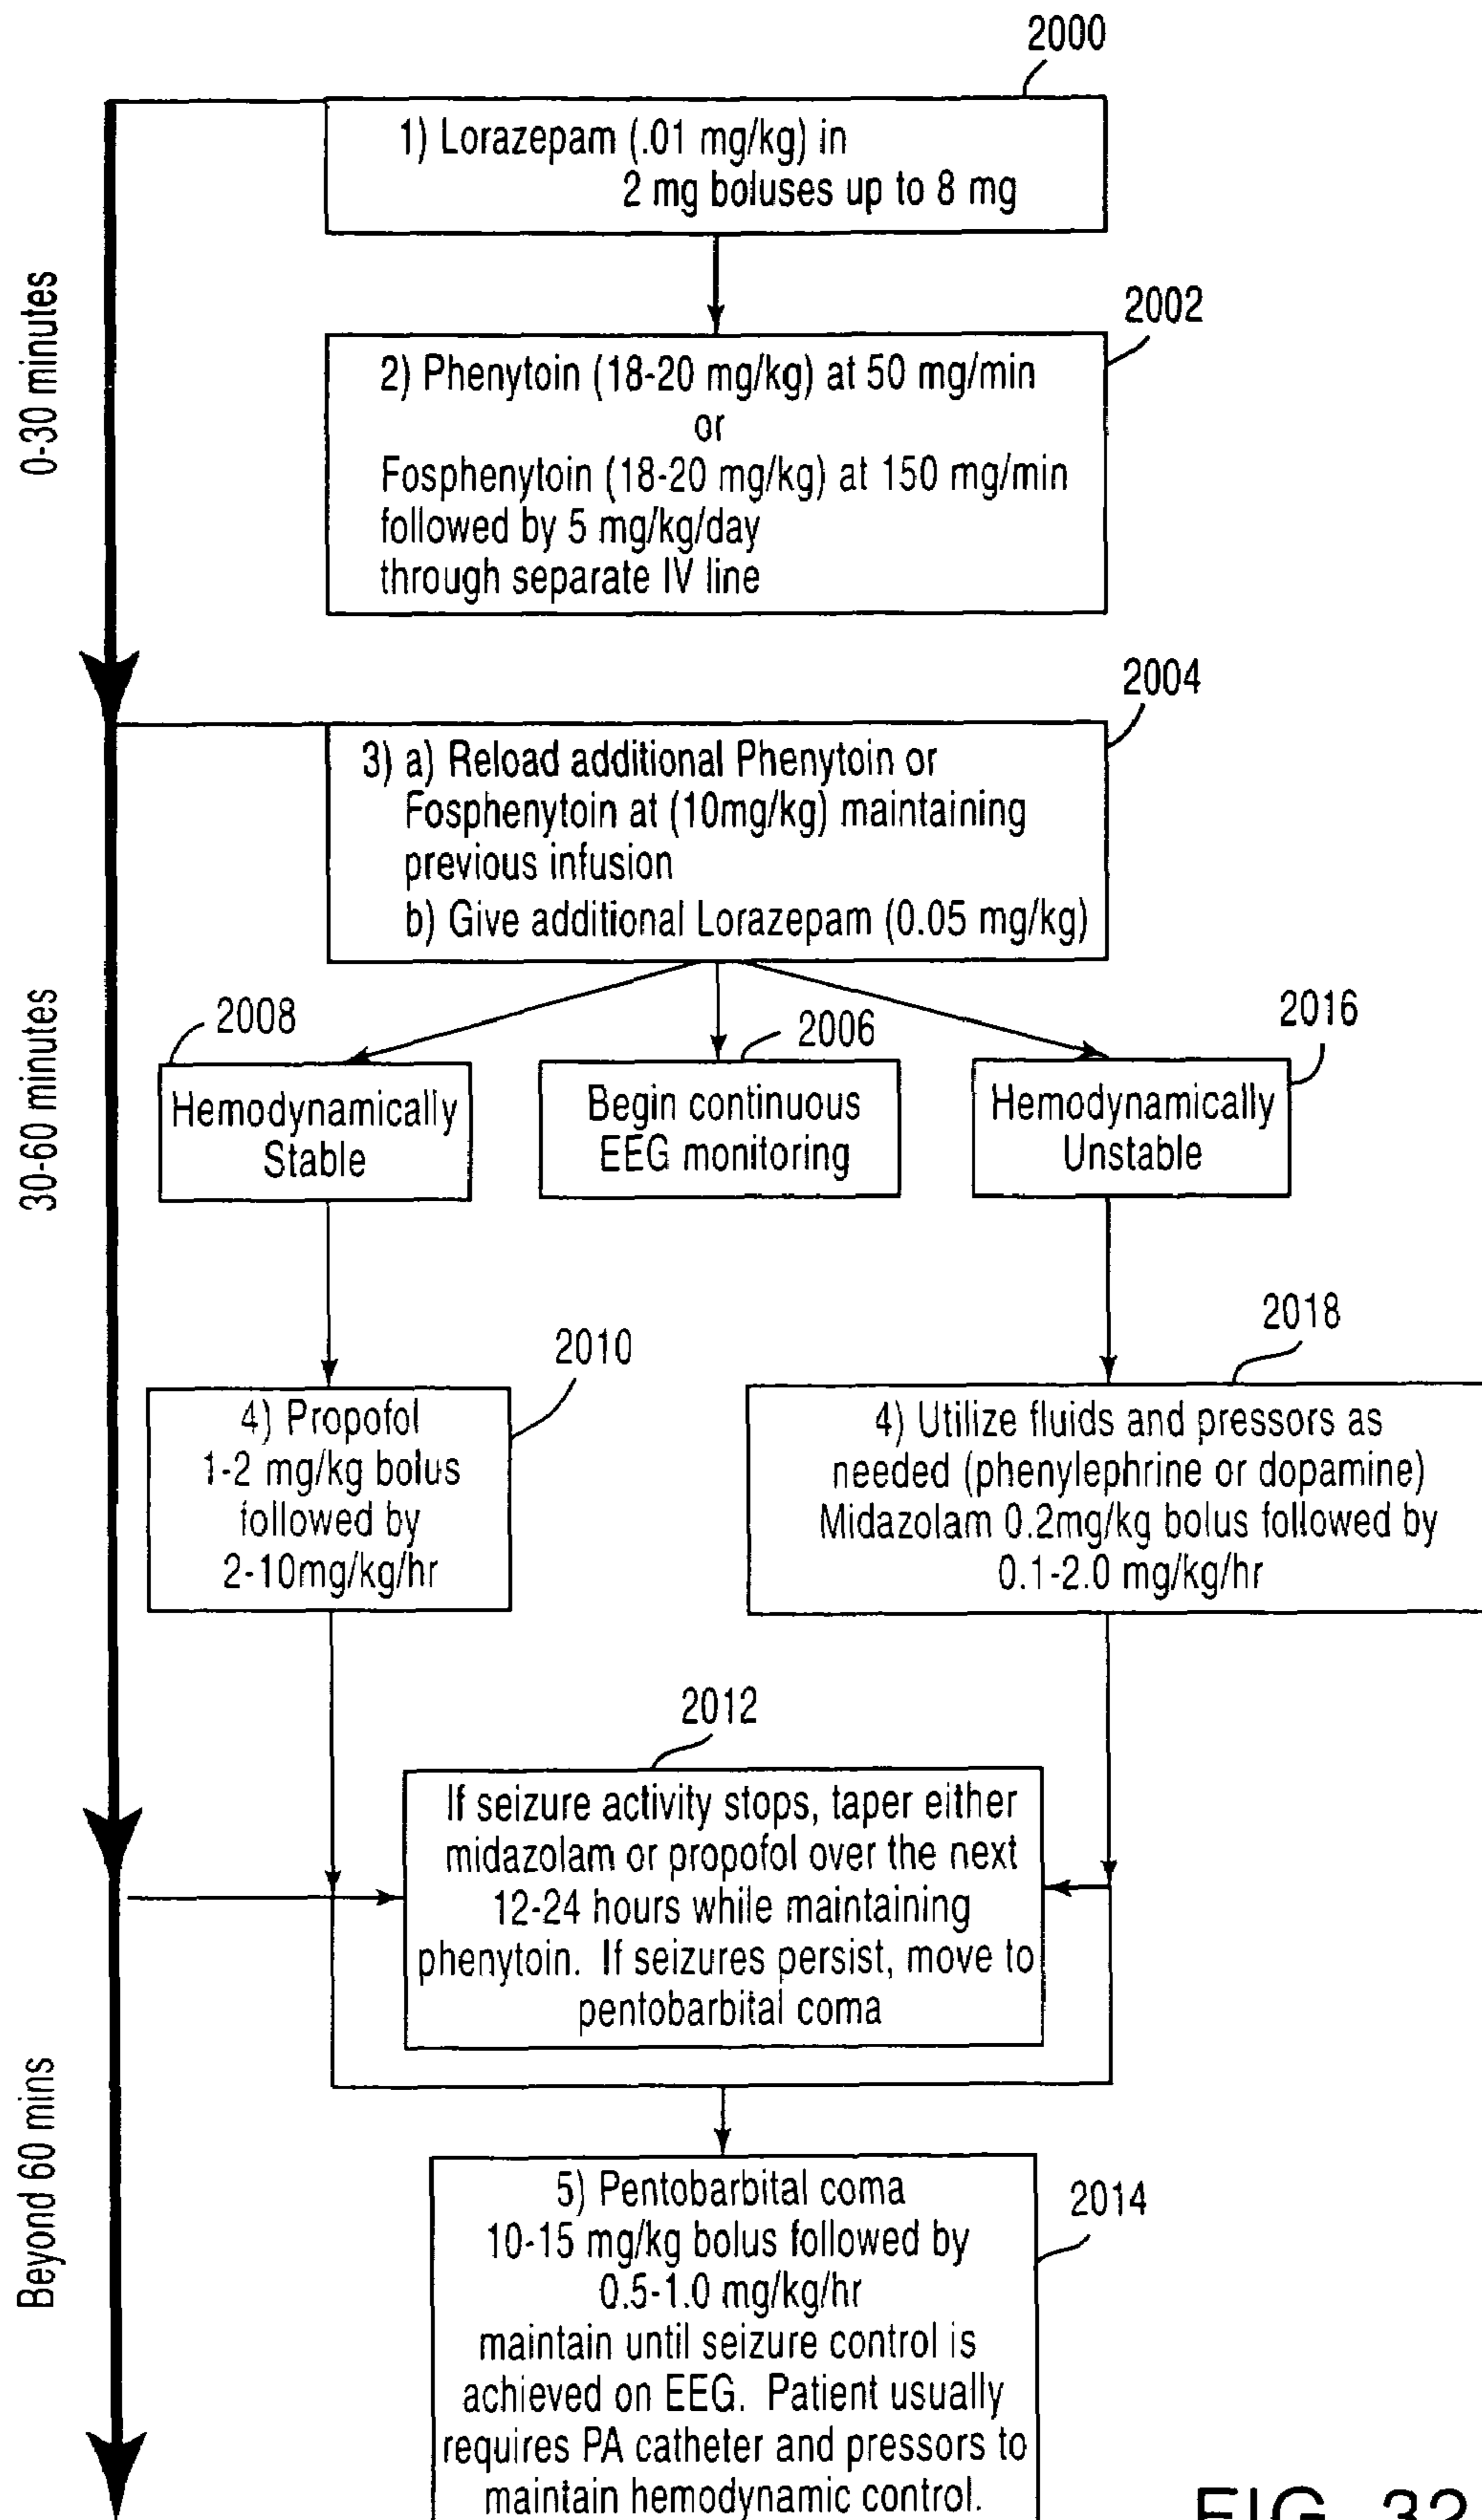 2000
1) Lorazepam (.01 mg/kg) in
2 mg boluses up to 8 mg
0-30 minutes
2002
2) Phenytoin (18-20 mg/kg) at 50 mg/min
or
Fosphenytoin (18-20 mg/kg) at 150 mg/min
followed by 5 mg/kg/day
through separate IV line
2004
3) a) Reload additional Phenytoin or
Fosphenytoin at (10mg/kg) maintaining
previous infusion
b) Give additional Lorazepam (0.05 mg/kg)
30-60 minutes
2008
Hemodynamically
Stable
2006
Begin continuous
EEG monitoring
2016
Hemodynamically
Unstable
2010
4) Propofol
1-2 mg/kg bolus
followed by
2-10mg/kg/hr
2018
4) Utilize fluids and pressors as
needed (phenylephrine or dopamine)
Midazolam 0.2mg/kg bolus followed by
0.1-2.0 mg/kg/hr
2012
If seizure activity stops, taper either
midazolam or propofol over the next
12-24 hours while maintaining
phenytoin. If seizures persist, move to
pentobarbital coma
Beyond 60 mins
2014
5) Pentobarbital coma
10-15 mg/kg bolus followed by
0.5-1.0 mg/kg/hr
maintain until seizure control is
achieved on EEG. Patient usually
requires PA catheter and pressors to
maintain hemodynamic control.
FIG. 32